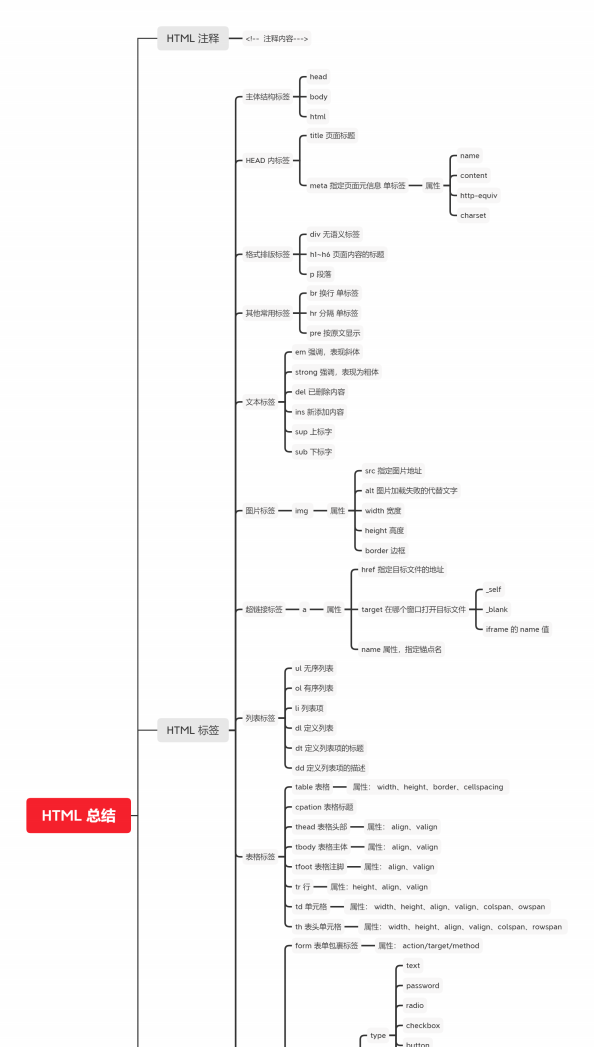 HTML 注释
<!-- 注释内容--->
head
主体结构标签
body
html
title 页面标题
HEAD 内标签
name
content
meta 指定页面元信息 单标签
属性
http-equiv
charset
div 无语义标签
格式排版标签
h1~h6 页面内容的标题
p 段落
br 换行 单标签
其他常用标签
hr 分隔 单标签
pre 按原文显示
em 强调，表现斜体
strong 强调，表现为粗体
del 已删除内容
文本标签
ins 新添加内容
sup 上标字
sub 下标字
src 指定图片地址
alt 图片加载失败的代替文字
图片标签
img
属性
width 宽度
height 高度
border 边框
href 指定目标文件的地址
_self
超链接标签
a
属性
target 在哪个窗口打开目标文件
_blank
iframe 的 name 值
name 属性，指定锚点名
ul 无序列表
ol 有序列表
li 列表项
列表标签
HTML 标签
dl 定义列表
dt 定义列表项的标题
dd 定义列表项的描述
table 表格
属性： width、height、border、cellspacing
cpation 表格标题
HTML 总结
thead 表格头部
属性： align、valign
tbody 表格主体
属性： align、valign
表格标签
tfoot 表格注脚
属性： align、valign
tr 行
属性：height、align、valign
td 单元格
属性： width、height、align、valign、colspan、owspan
th 表头单元格
属性： width、height、align、valign、colspan、rowspan
form 表单包裹标签
属性： action/target/method
text
password
radio
checkbox
type
button